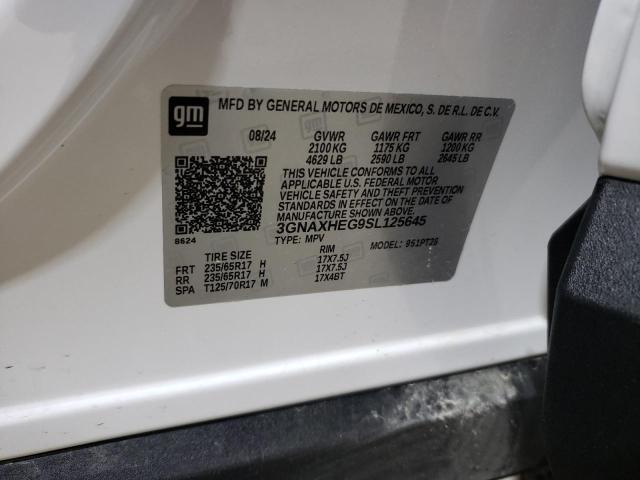 gm
MFD BY GENERAL MOTORS DE MEXICO, S. DE R.L. DE C.V.
08/24 GVWR GAWR FRT GAWR RR
2100 KG 1175 KG 1200 KG
4629 LB 2590 LB 2645 LB
THIS VEHICLE CONFORMS TO ALL
APPLICABLE U.S. FEDERAL MOTOR
VEHICLE SAFETY AND THEFT PREVENTION
STANDARDS IN EFFECT ON THE DATE OF
MANUFACTURE SHOWN ABOVE.
3GNAXHEG9SL125645
8624
TYPE: MPV MODEL: 9S1PT26
TIRE SIZE RIM
FRT 235/65R17 H 17X7.5J
RR 235/65R17 H 17X7.5J
SPA T125/70R17 M 17X4BT